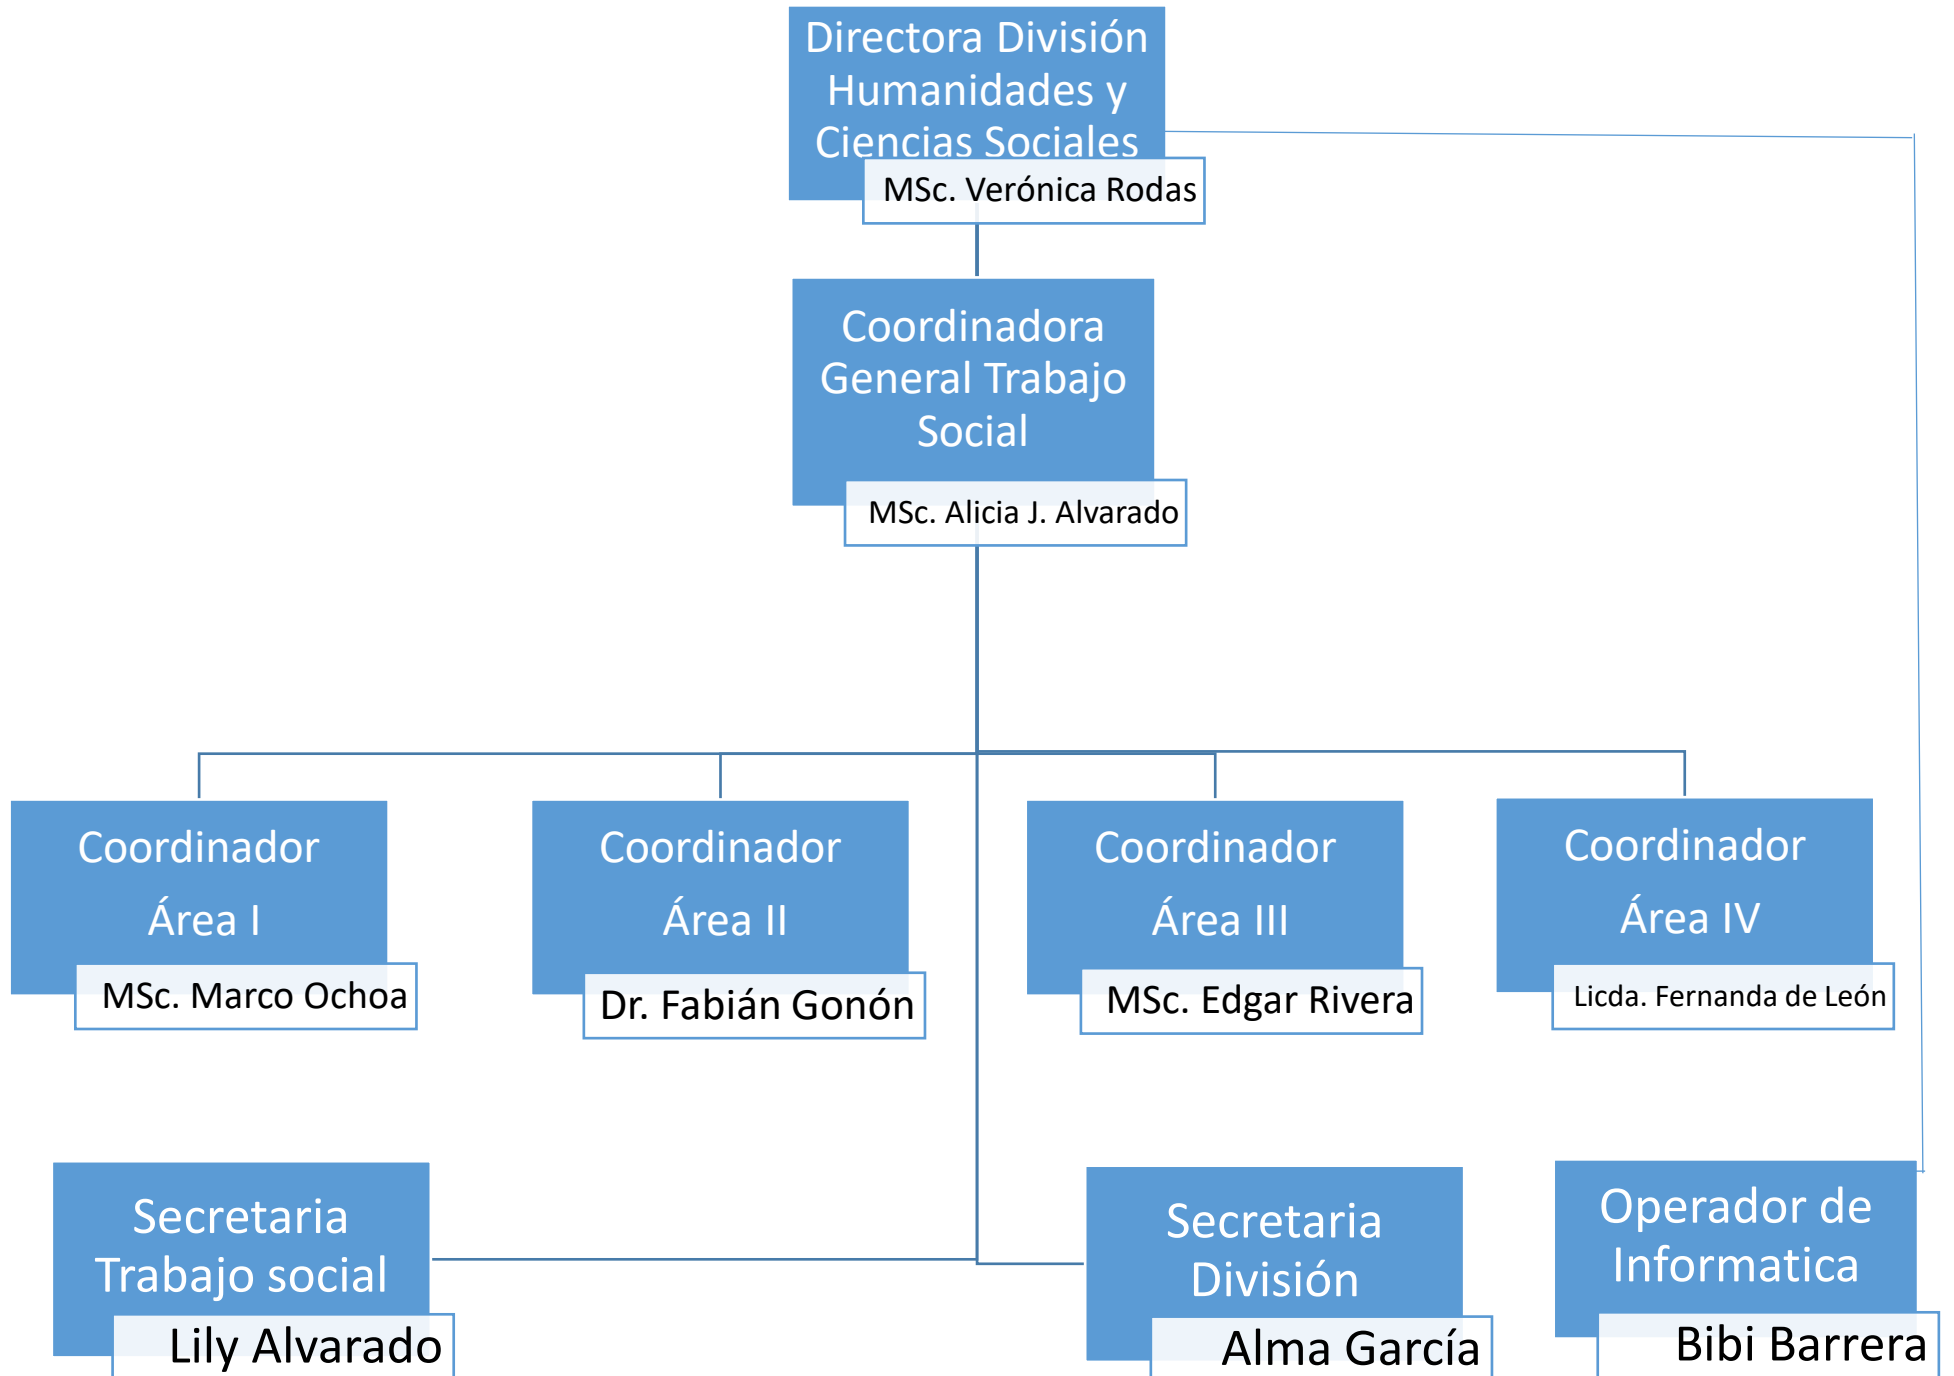 Directora División
Humanidades y
Ciencias Sociales
MSc. Verónica Rodas
Coordinadora
General Trabajo
Social
MSc. Alicia J. Alvarado
Coordinador
Área I
MSc. Marco Ochoa
Coordinador
Área II
Dr. Fabián Gonón
Coordinador
Área III
MSc. Edgar Rivera
Coordinador
Área IV
Licda. Fernanda de León
Secretaria
Trabajo social
Lily Alvarado
Secretaria
División
Alma García
Operador de
Informatica
Bibi Barrera